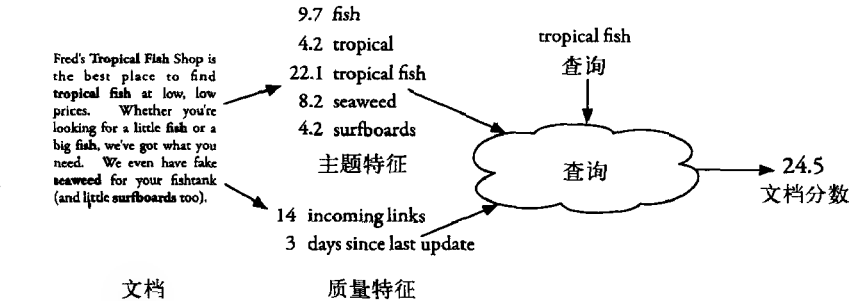 Fred's Tropical Fish Shop is
the best place to find
tropical fish at low, low
prices. Whether you're
looking for a little fish or a
big fish, we've got what you
need. We even have fake
seaweed for your fishtank
(and little surfboards too).
文档
9.7 fish
4.2 tropical
22.1 tropical fish
8.2 seaweed
4.2 surfboards
主题特征
14 incoming links
3 days since last update
质量特征
tropical fish
查询
查询
24.5
文档分数